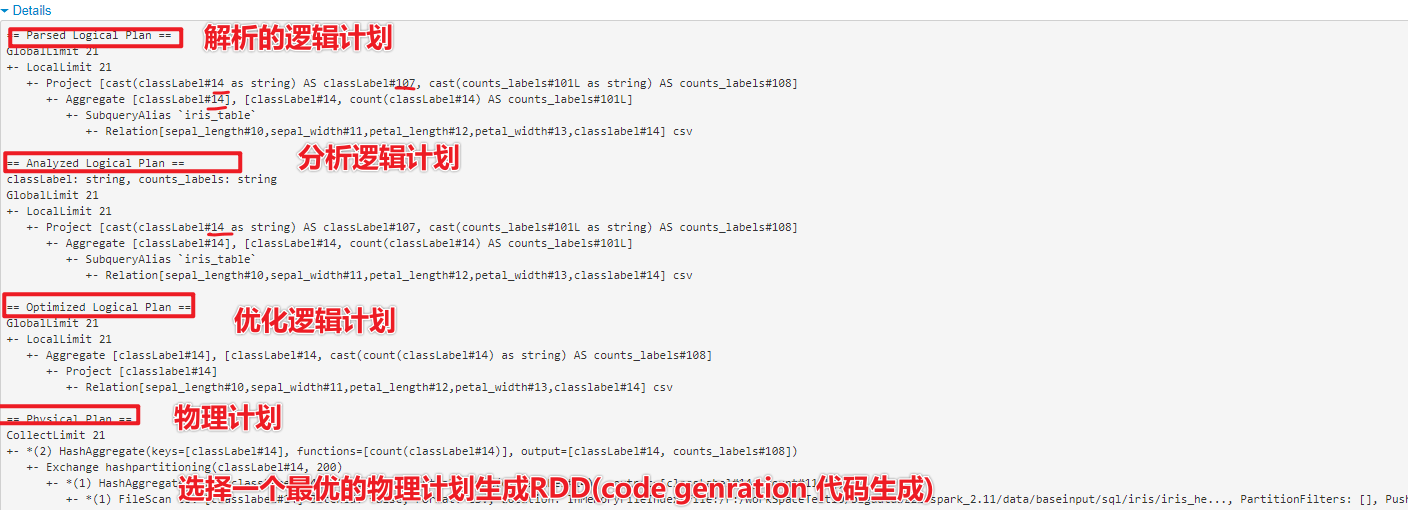 Details
== Parsed Logical Plan == 解析的逻辑计划
GlobalLimit 21
+- LocalLimit 21
+- Project [cast(classLabel#14 as string) AS classLabel#107, cast(counts_labels#101L as string) AS counts_labels#108]
+- Aggregate [classLabel#14], [classLabel#14, count(classLabel#14) AS counts_labels#101L]
+- SubqueryAlias `iris_table`
+- Relation[sepal_length#10,sepal_width#11,petal_length#12,petal_width#13,classlabel#14] csv
== Analyzed Logical Plan == 分析逻辑计划
classLabel: string, counts_labels: string
GlobalLimit 21
+- LocalLimit 21
+- Project [cast(classLabel#14 as string) AS classLabel#107, cast(counts_labels#101L as string) AS counts_labels#108]
+- Aggregate [classLabel#14], [classLabel#14, count(classLabel#14) AS counts_labels#101L]
+- SubqueryAlias `iris_table`
+- Relation[sepal_length#10,sepal_width#11,petal_length#12,petal_width#13,classlabel#14] csv
== Optimized Logical Plan == 优化逻辑计划
GlobalLimit 21
+- LocalLimit 21
+- Aggregate [classLabel#14], [classLabel#14, cast(count(classLabel#14) as string) AS counts_labels#108]
+- Project [classlabel#14]
+- Relation[sepal_length#10,sepal_width#11,petal_length#12,petal_width#13,classlabel#14] csv
== Physical Plan == 物理计划
CollectLimit 21
+- *(2) HashAggregate(keys=[classLabel#14], functions=[count(classLabel#14)], output=[classLabel#14, counts_labels#108])
+- Exchange hashpartitioning(classLabel#14, 200)
+- *(1) HashAggregate
选择一个最优的物理计划生成RDD(code genration 代码生成)
+- *(1) FileScan spark_2.11/data/baseinput/sql/iris/iris_he..., PartitionFilters: [], Push